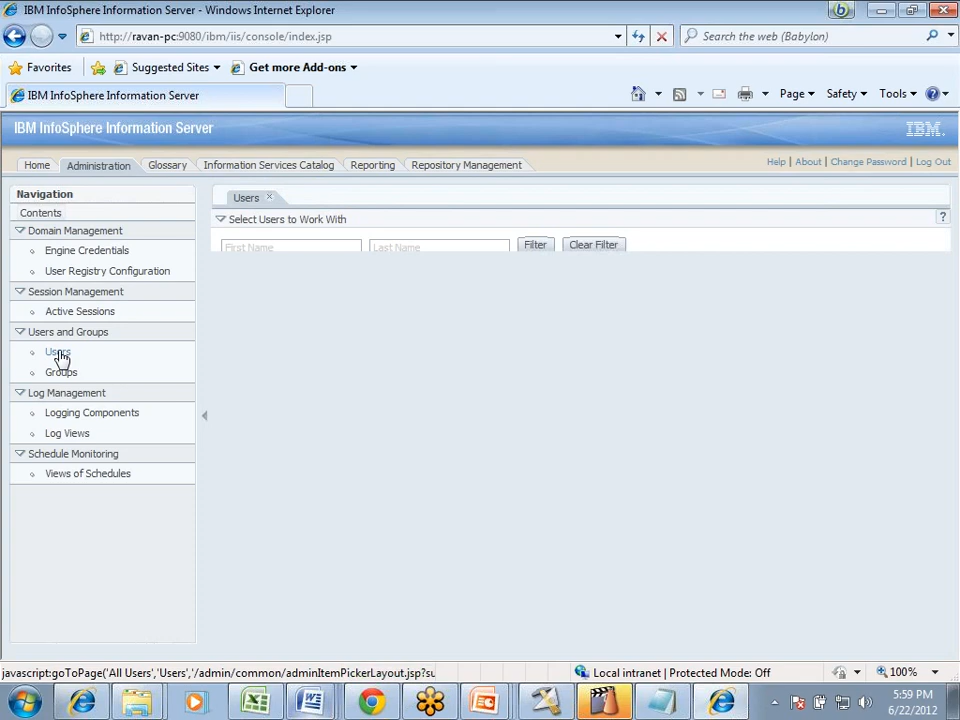 IBM InfoSphere Information Server - Windows Internet Explorer
http://ravan-pc:9080/ibm/iis/console/index.jsp
Search the web (Babylon)
Favorites
Suggested Sites
Get more Add-ons
IBM InfoSphere Information Server
Page
Safety
Tools
IBM InfoSphere Information Server
IBM.
Home
Administration
Glossary
Information Services Catalog
Reporting
Repository Management
Help | About | Change Password | Log Out
Navigation
Contents
Domain Management
Engine Credentials
User Registry Configuration
Session Management
Active Sessions
Users and Groups
Users
Groups
Log Management
Logging Components
Log Views
Schedule Monitoring
Views of Schedules
Users
Select Users to Work With
?
First Name
Last Name
Filter
Clear Filter
javascript:goToPage('All Users','Users','/admin/common/adminItemPickerLayout.jsp?su
Local intranet | Protected Mode: Off
100%
5:59 PM
6/22/2012